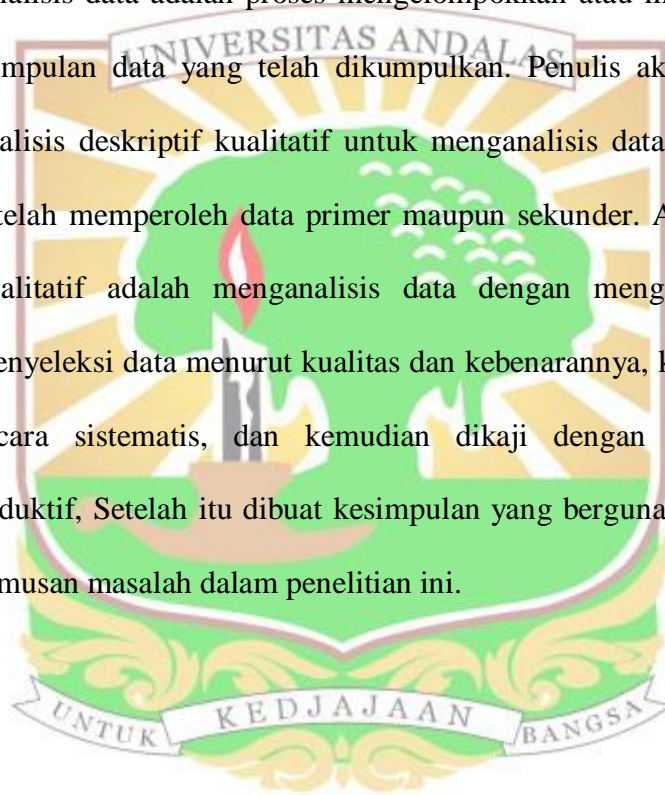 nalisis data adalah proses mengelompokkan atau
UNIVERSITAS ANDALAS
mpulan data yang telah dikumpulkan. Penulis ak
alisis deskriptif kualitatif untuk menganalisis data
telah memperoleh data primer maupun sekunder. A
alitatif adalah menganalisis data dengan meng
enyeleksi data menurut kualitas dan kebenarannya, k
cara sistematis, dan kemudian dikaji dengan
duktif, Setelah itu dibuat kesimpulan yang berguna
musan masalah dalam penelitian ini.
UNTUK KEDJAJAAN BANGSA